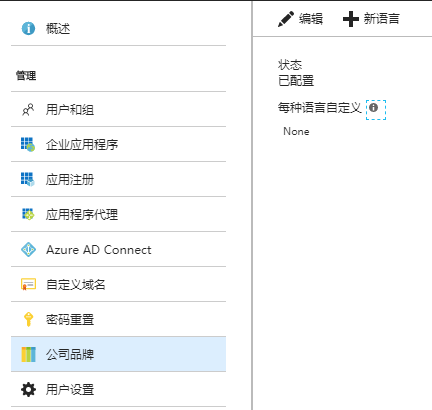 概述
管理
用户和组
企业应用程序
应用注册
应用程序代理
Azure AD Connect
自定义域名
密码重置
公司品牌
用户设置
编辑 新语言
状态
已配置
每种语言自定义
None